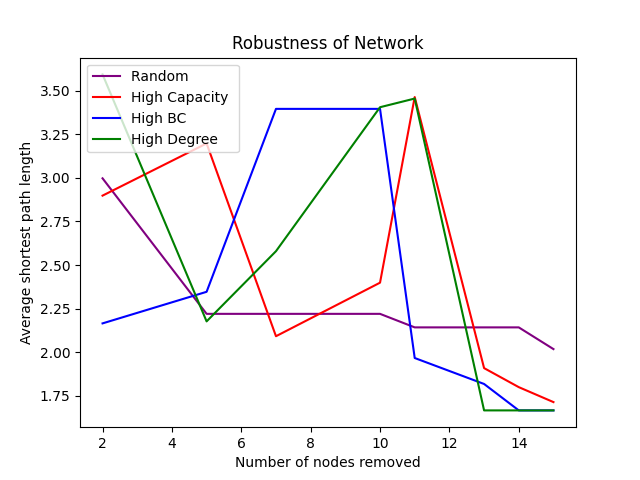 Robustness of Network
Random
High Capacity
High BC
High Degree
3.50
3.25
3.00
2.75
2.50
2.25
2.00
1.75
Average shortest path length
2 4 6 8 10 12 14
Number of nodes removed